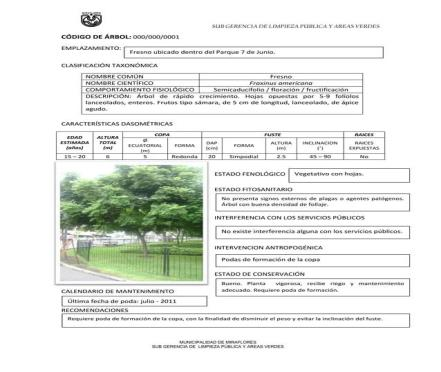 SUB GERENCIA DE LIMPIEZA PÚBLICA Y AREAS VERDES
CÓDIGO DE ÁRBOL: 000/000/0001
EMPLAZAMIENTO:
Fresno ubicado dentro del Parque 7 de Junio.
CLASIFICACIÓN TAXONÓMICA
NOMBRE COMÚN Fresno
NOMBRE CIENTÍFICO Fraxinus americana
COMPORTAMIENTO FISIOLÓGICO Semicaducifolio / floración / fructificación
DESCRIPCIÓN: Árbol de rápido crecimiento. Hojas opuestas por 5-9 folíolos
lanceolados, enteros. Frutos tipo sámara, de 5 cm de longitud, lanceolado, de ápice
agudo.
CARACTERÍSTICAS DASOMÉTRICAS
EDAD ESTIMADA (años) ALTURA TOTAL (m) COPA FUSTE RAICES
Ø ECUATORIAL (m) FORMA DAP (cm) FORMA ALTURA (m) INCLINACION (°) RAICES EXPUESTAS
15 – 20 6 5 Redonda 20 Simpodial 2.5 45 – 90 No
ESTADO FENOLÓGICO
Vegetativo con hojas.
ESTADO FITOSANITARIO
No presenta signos externos de plagas o agentes patógenos.
Árbol con buena densidad de follaje.
INTERFERENCIA CON LOS SERVICIOS PÚBLICOS
No existe interferencia alguna con los servicios públicos.
INTERVENCION ANTROPOGÉNICA
Podas de formación de la copa
ESTADO DE CONSERVACIÓN
Bueno. Planta vigorosa, recibe riego y mantenimiento
adecuado. Requiere poda de formación.
CALENDARIO DE MANTENIMIENTO
Última fecha de poda: julio - 2011
RECOMENDACIONES
Requiere poda de formación de la copa, con la finalidad de disminuir el peso y evitar la inclinación del fuste.
MUNICIPALIDAD DE MIRAFLORES
SUB GERENCIA DE LIMPIEZA PÚBLICA Y AREAS VERDES